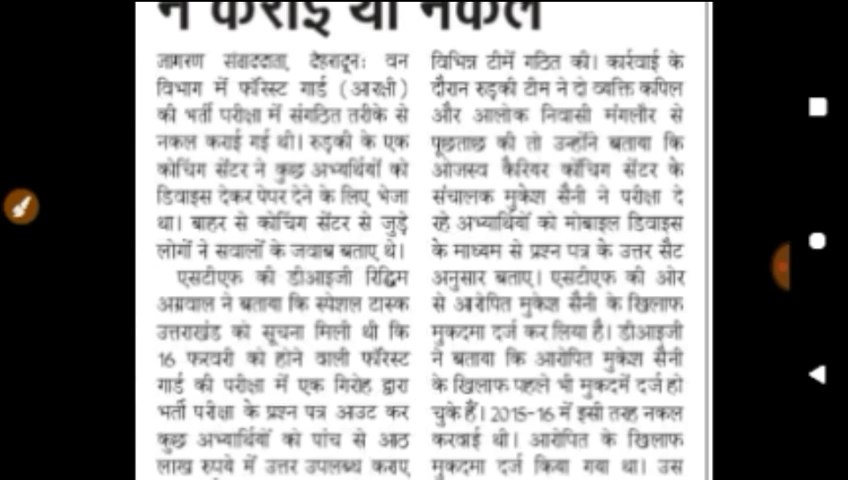 ने कराई थी नकल
जागरण संवाददाता, देहरादून: वन
विभाग में फॉरेस्ट गार्ड (आरक्षी)
की भर्ती परीक्षा में संगठित तरीके से
नकल कराई गई थी। रुड़की के एक
कोचिंग सेंटर ने कुछ अभ्यर्थियों को
डिवाइस देकर पेपर देने के लिए भेजा
था। बाहर से कोचिंग सेंटर से जुड़े
लोगों ने सवालों के जवाब बताए थे।
एसटीएफ की डीआइजी रिद्धिम
अग्रवाल ने बताया कि स्पेशल टास्क
उत्तराखंड को सूचना मिली थी कि
16 फरवरी को होने वाली फॉरेस्ट
गार्ड की परीक्षा में एक गिरोह द्वारा
भर्ती परीक्षा के प्रश्न पत्र आउट कर
कुछ अभ्यार्थियों को पांच से आठ
लाख रुपये में उत्तर उपलब्ध कराए
विभिन्न टीमें गठित की। कार्रवाई के
दौरान रुड़की टीम ने दो व्यक्ति कपिल
और आलोक निवासी मंगलौर से
पूछताछ की तो उन्होंने बताया कि
ओजस्व कैरियर कोंचिग सेंटर के
संचालक मुकेश सैनी ने परीक्षा दे
रहे अभ्यार्थियों को मोबाइल डिवाइस
के माध्यम से प्रश्न पत्र के उत्तर सैट
अनुसार बताए। एसटीएफ की ओर
से आरोपित मुकेश सैनी के खिलाफ
मुकदमा दर्ज कर लिया है। डीआइजी
ने बताया कि आरोपित मुकेश सैनी
के खिलाफ पहले भी मुकदमें दर्ज हो
चुके हैं। 2015-16 में इसी तरह नकल
करवाई थी। आरोपित के खिलाफ
मुकदमा दर्ज किया गया था। उस